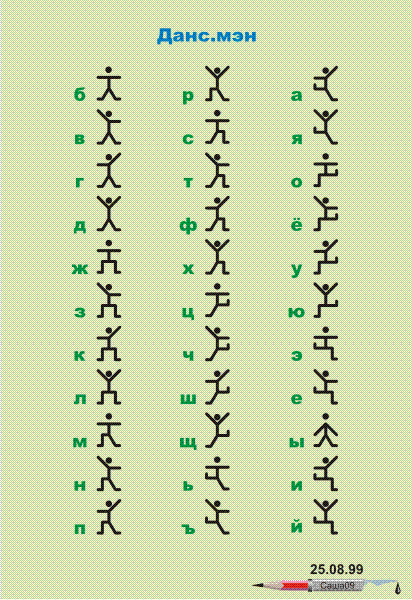 Данс.мэн
б р а
в с я
г т о
д ф ё
ж х у
з ц ю
к ч э
л ш е
м щ ы
н ь и
п ъ й
25.08.99
Саша09